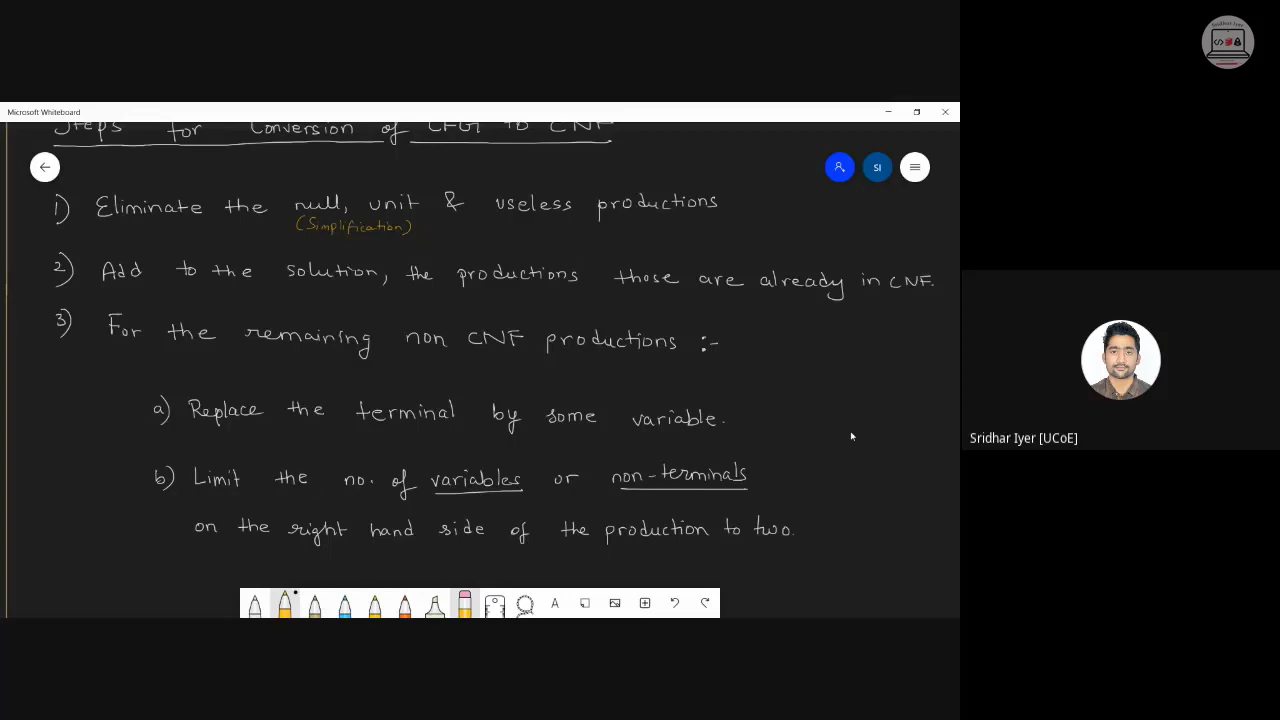 Sridhar Iyer
Microsoft Whiteboard
Steps for Conversion of CFG to CNF
SI
1) Eliminate the null, unit & useless productions
(Simplification)
2) Add to the solution, the productions those are already in CNF.
3) For the remaining non CNF productions :-
a) Replace the terminal by some variable.
b) Limit the no. of variables or non-terminals
on the right hand side of the production to two.
A
Sridhar Iyer [UCoE]